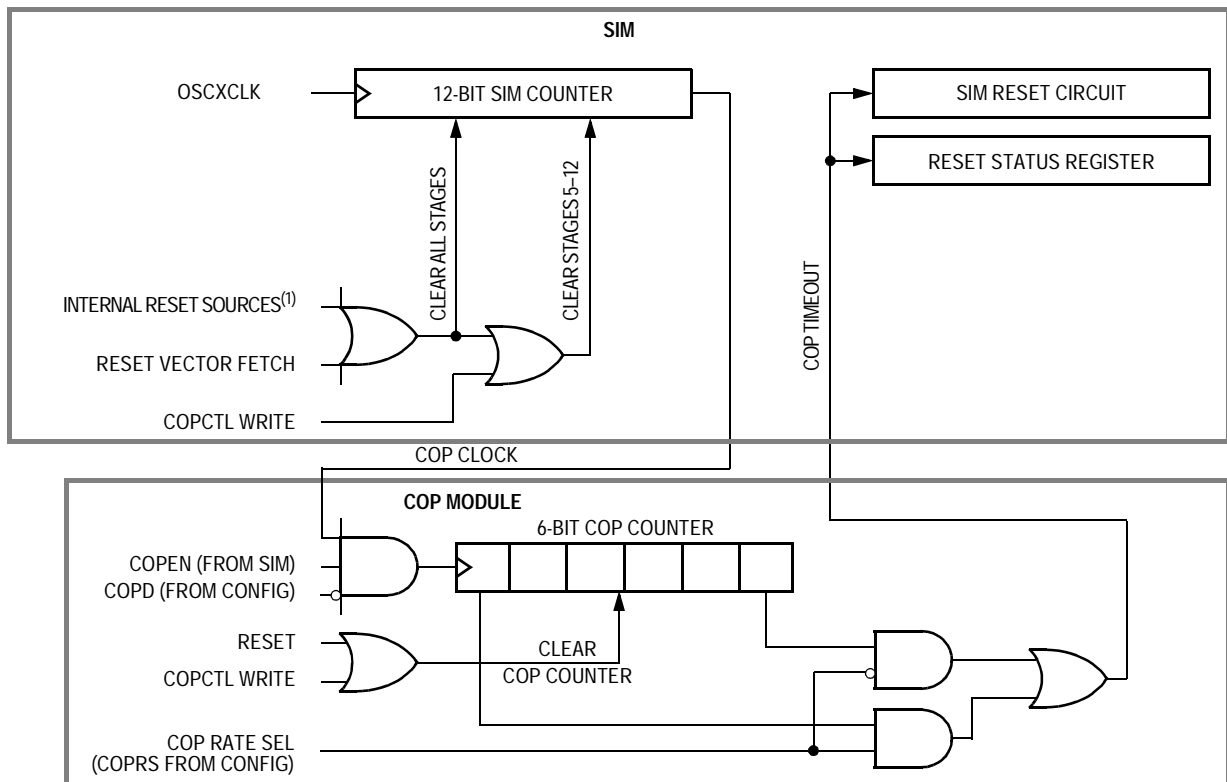 SIM
OSCXCLK
12-BIT SIM COUNTER
SIM RESET CIRCUIT
RESET STATUS REGISTER
CLEAR ALL STAGES
CLEAR STAGES 5–12
COP TIMEOUT
INTERNAL RESET SOURCES(1)
RESET VECTOR FETCH
COPCTL WRITE
COP CLOCK
COP MODULE
6-BIT COP COUNTER
COPEN (FROM SIM)
COPD (FROM CONFIG)
RESET
CLEAR
COP COUNTER
COPCTL WRITE
COP RATE SEL
(COPRS FROM CONFIG)